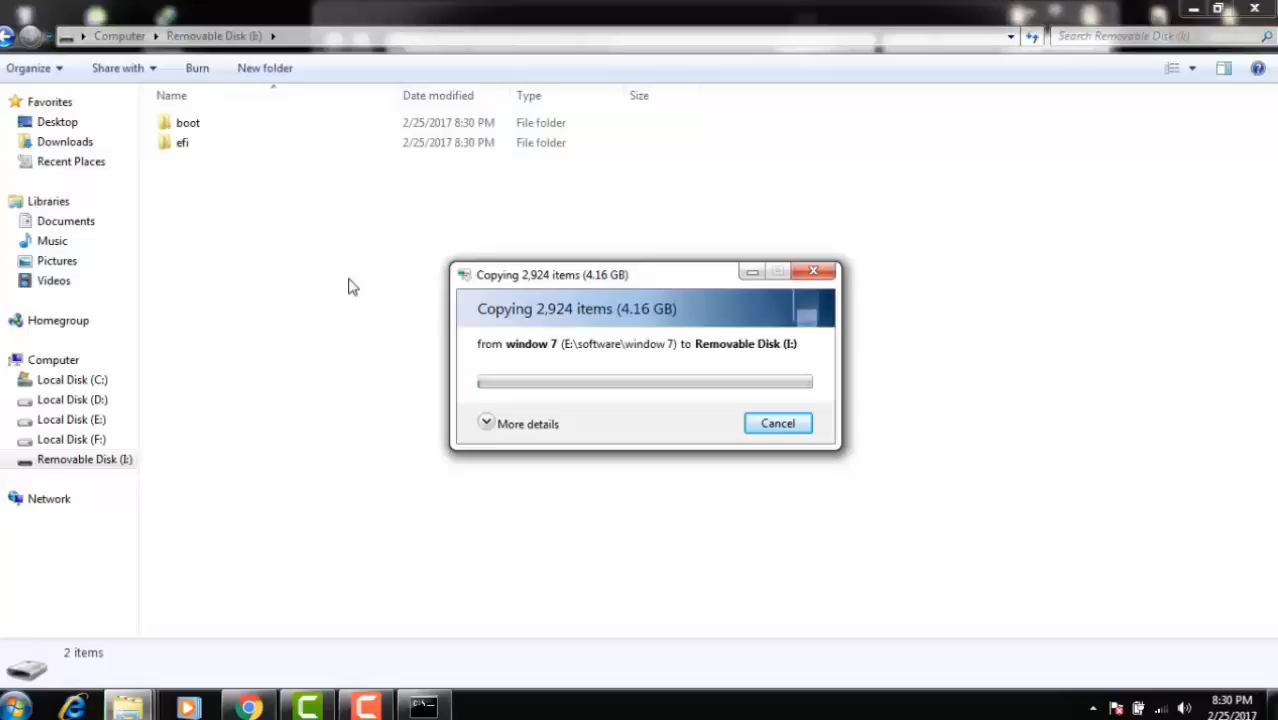 Computer Removable Disk (I:)
Search Removable Disk (I:)
Organize Share with Burn New folder
Name Date modified Type Size
boot 2/25/2017 8:30 PM File folder
efi 2/25/2017 8:30 PM File folder
Favorites
Desktop
Downloads
Recent Places
Libraries
Documents
Music
Pictures
Videos
Homegroup
Computer
Local Disk (C:)
Local Disk (D:)
Local Disk (E:)
Local Disk (F:)
Removable Disk (I:)
Network
Copying 2,924 items (4.16 GB)
Copying 2,924 items (4.16 GB)
from window 7 (E:\software\window 7) to Removable Disk (I:)
More details
Cancel
2 items
8:30 PM
2/25/2017